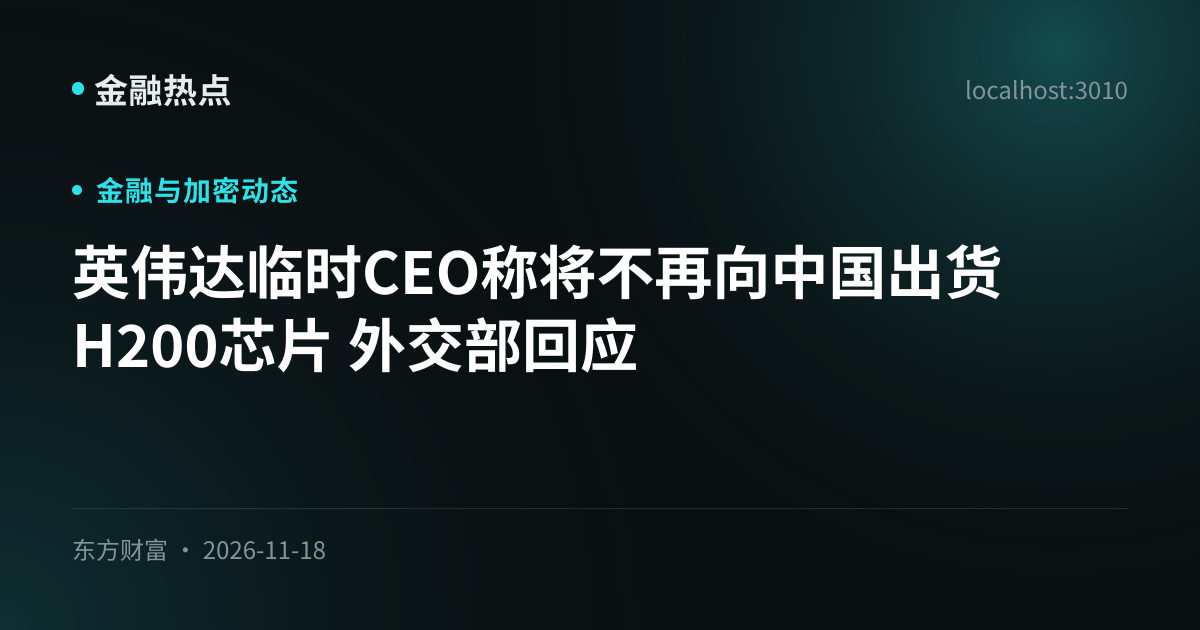 金融热点
localhost:3010
金融与加密动态
英伟达临时CEO称将不再向中国出货
H200芯片 外交部回应
东方财富 · 2026-11-18